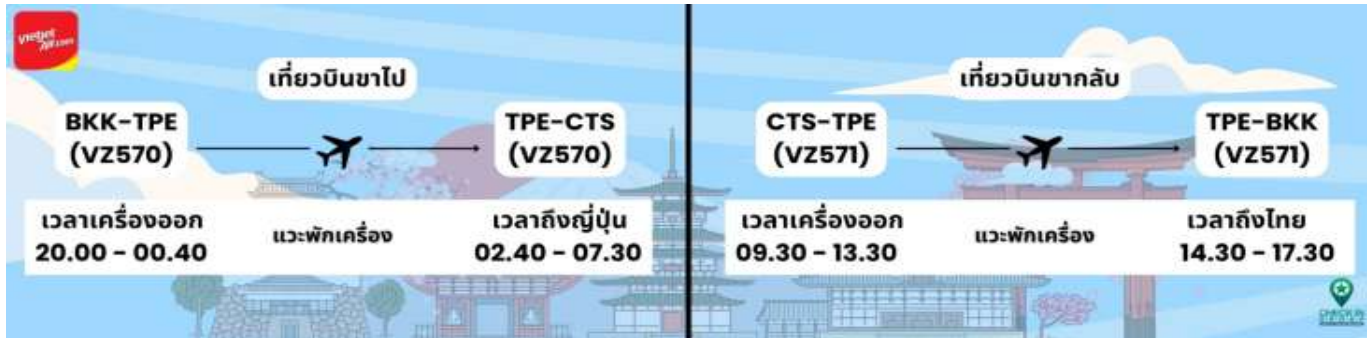 vietjet
Air.com
เที่ยวบินขาไป
BKK-TPE
(VZ570)
TPE-CTS
(VZ570)
เวลาเครื่องออก
20.00 - 00.40
แวะพักเครื่อง
เวลาถึงญี่ปุ่น
02.40 - 07.30
เที่ยวบินขากลับ
CTS-TPE
(VZ571)
TPE-BKK
(VZ571)
เวลาเครื่องออก
09.30 - 13.30
แวะพักเครื่อง
เวลาถึงไทย
14.30 - 17.30
CHECK IN